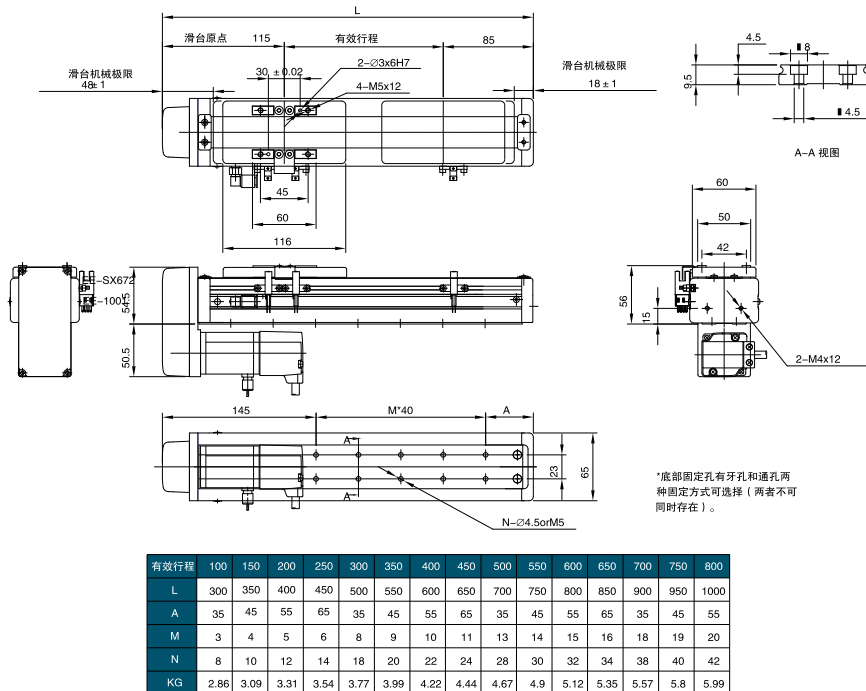 L
滑台原点 115 有效行程 85
滑台机械极限
48±1
30 ±0.02
2-Ø3x6H7
4-M5x12
滑台机械极限
18±1
45
60
116
4.5
8
9.5
4.5
A-A 视图
EE-SX672
-100
54.5
50.5
60
50
42
56
15
2-M4x12
145 M*40 A
A
A
23
65
N-Ø4.5orM5
*底部固定孔有牙孔和通孔两
种固定方式可选择（两者不可
同时存在）。
有效行程 100 150 200 250 300 350 400 450 500 550 600 650 700 750 800
L 300 350 400 450 500 550 600 650 700 750 800 850 900 950 1000
A 35 45 55 65 35 45 55 65 35 45 55 65 35 45 55
M 3 4 5 6 8 9 10 11 13 14 15 16 18 19 20
N 8 10 12 14 18 20 22 24 28 30 32 34 38 40 42
KG 2.86 3.09 3.31 3.54 3.77 3.99 4.22 4.44 4.67 4.9 5.12 5.35 5.57 5.8 5.99